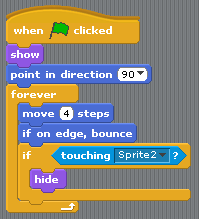 when clicked
show
point in direction 90
forever
move 4 steps
if on edge, bounce
if touching Sprite2 ?
hide